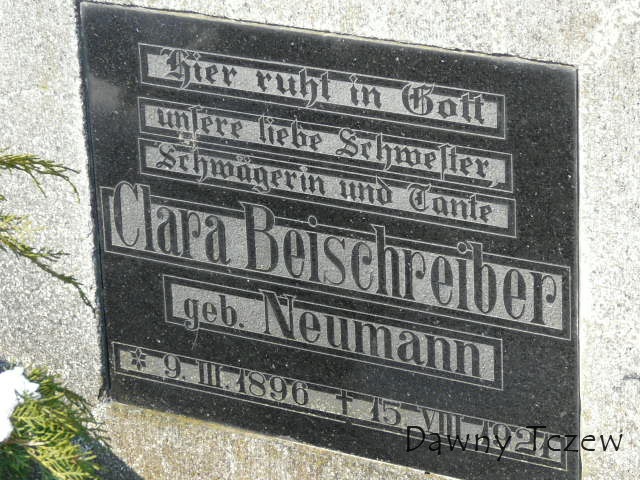 Hier ruht in Gott
unſere liebe Schweſter,
Schwägerin und Tante
Clara Beischreiber
geb. Neumann
* 9. III. 1896 † 15. VIII.
Dawny Tczew